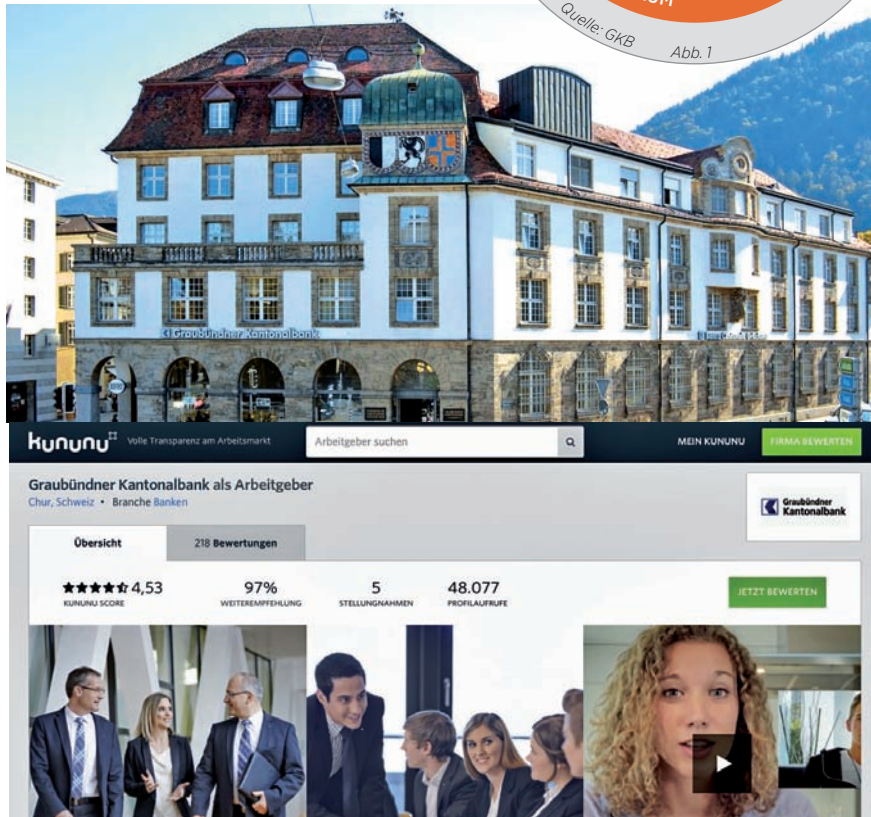 Quelle: GKB Abb. 1
Graubündner Kantonalbank
kununu Volle Transparenz am Arbeitsmarkt Arbeitgeber suchen MEIN KUNUNU FIRMA BEWERTEN
Graubündner Kantonalbank als Arbeitgeber
Chur, Schweiz • Branche Banken
Graubündner
Kantonalbank
Übersicht 218 Bewertungen
4,53 97% 5 48.077
KUNUNU SCORE WEITEREMPFEHLUNG STELLUNGNAHMEN PROFILAUFRUFE
JETZT BEWERTEN